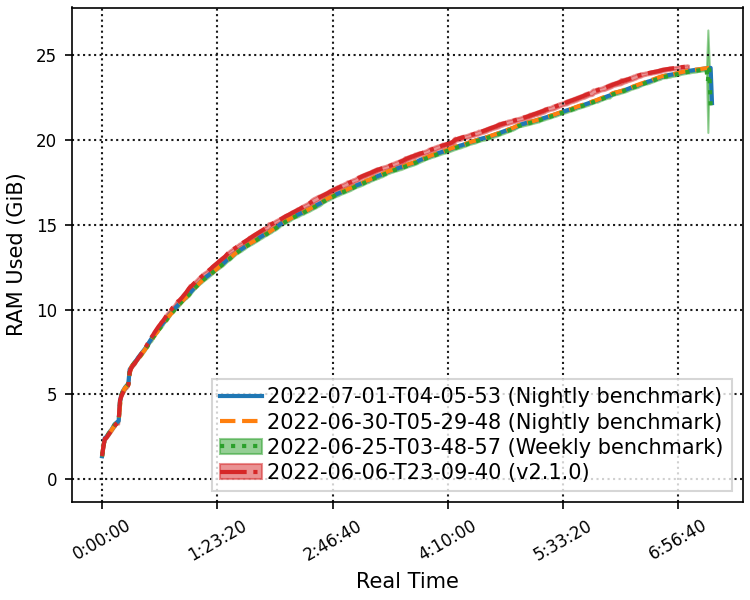 25
20
15
10
5
0
RAM Used (GiB)
2022-07-01-T04-05-53 (Nightly benchmark)
2022-06-30-T05-29-48 (Nightly benchmark)
2022-06-25-T03-48-57 (Weekly benchmark)
2022-06-06-T23-09-40 (v2.1.0)
0:00:00
1:23:20
2:46:40
4:10:00
5:33:20
6:56:40
Real Time